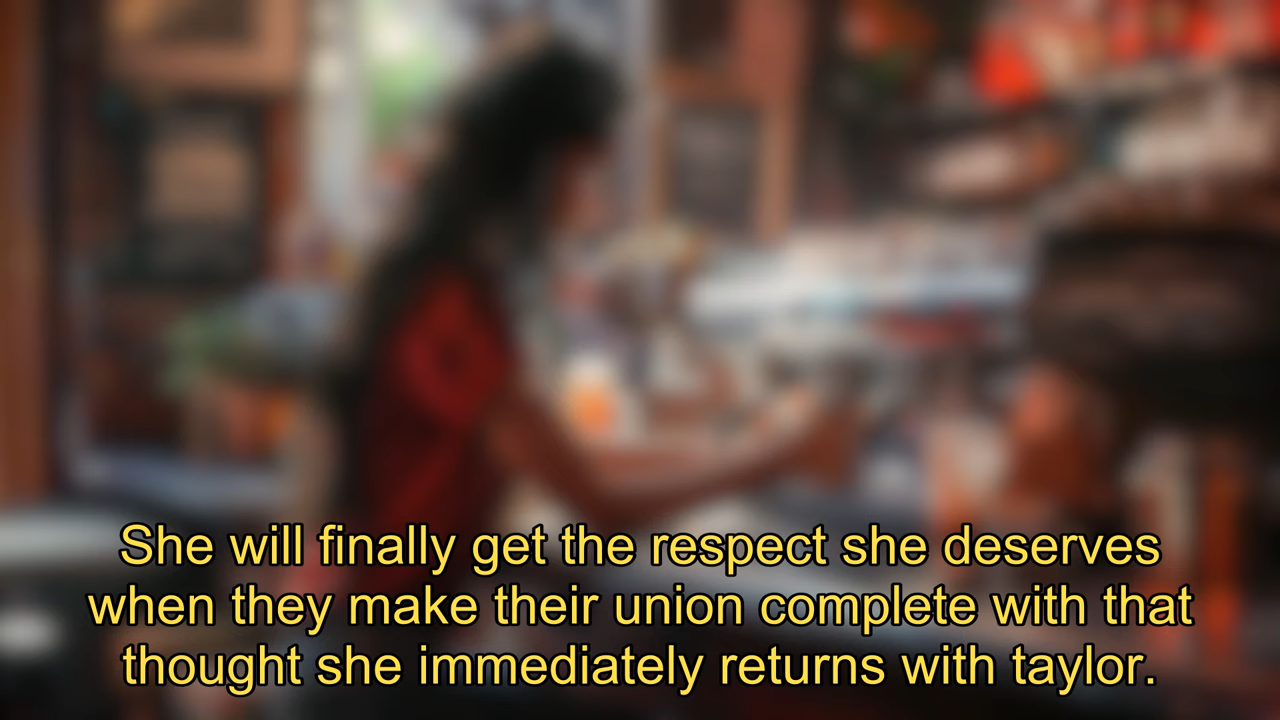 She will finally get the respect she deserves
when they make their union complete with that
thought she immediately returns with taylor.